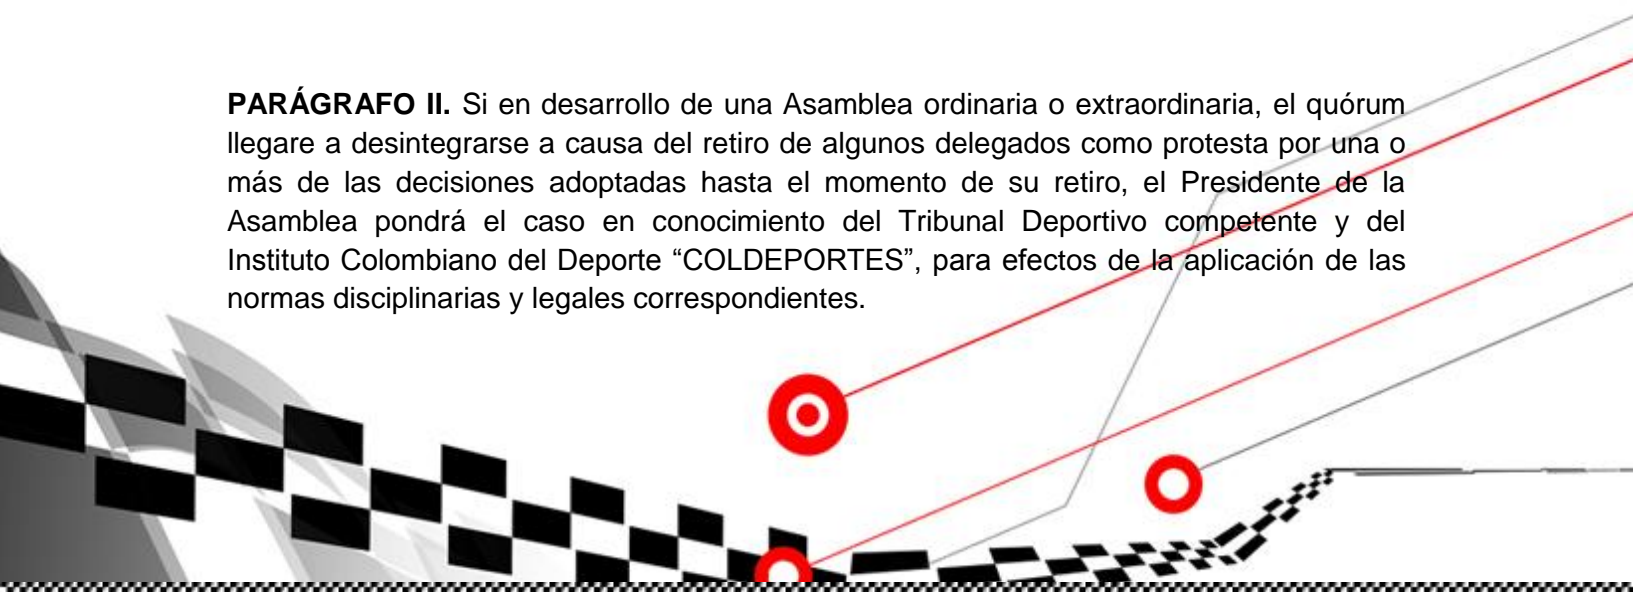 PARÁGRAFO II. Si en desarrollo de una Asamblea ordinaria o extraordinaria, el quórum
llegare a desintegrarse a causa del retiro de algunos delegados como protesta por una o
más de las decisiones adoptadas hasta el momento de su retiro, el Presidente de la
Asamblea pondrá el caso en conocimiento del Tribunal Deportivo competente y del
Instituto Colombiano del Deporte “COLDEPORTES”, para efectos de la aplicación de las
normas disciplinarias y legales correspondientes.